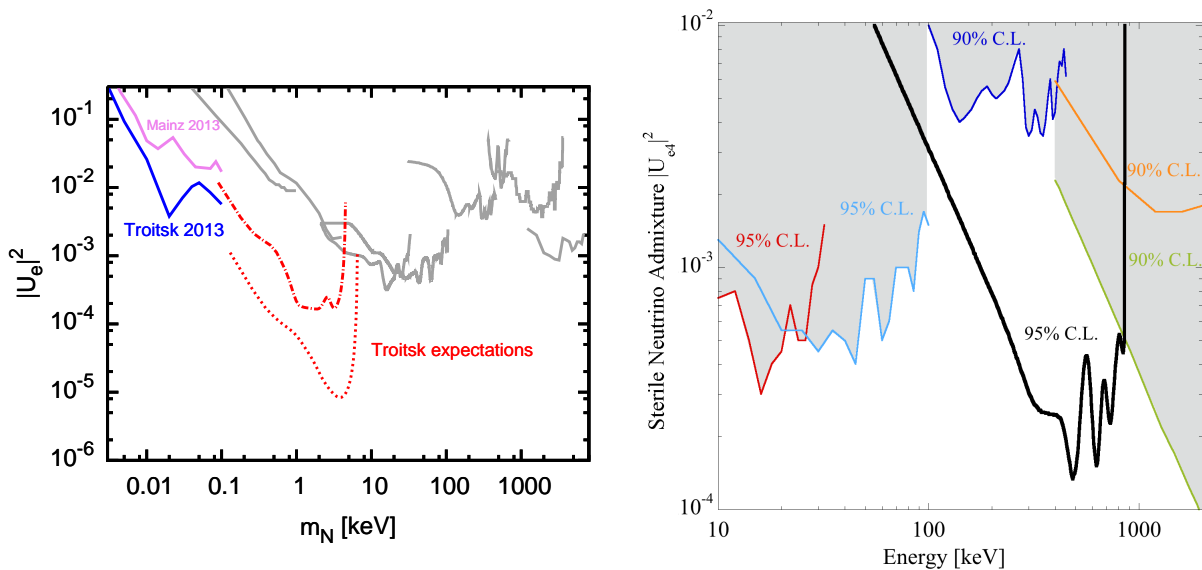 10⁻¹
10⁻²
10⁻³
10⁻⁴
10⁻⁵
10⁻⁶
|Uₑ|²
Mainz 2013
Troitsk 2013
Troitsk expectations
0.01 0.1 1 10 100 1000
m_N [keV]
10⁻²
10⁻³
10⁻⁴
Sterile Neutrino Admixture |U_e4|²
90% C.L.
90% C.L.
95% C.L.
95% C.L.
90% C.L.
95% C.L.
10 100 1000
Energy [keV]